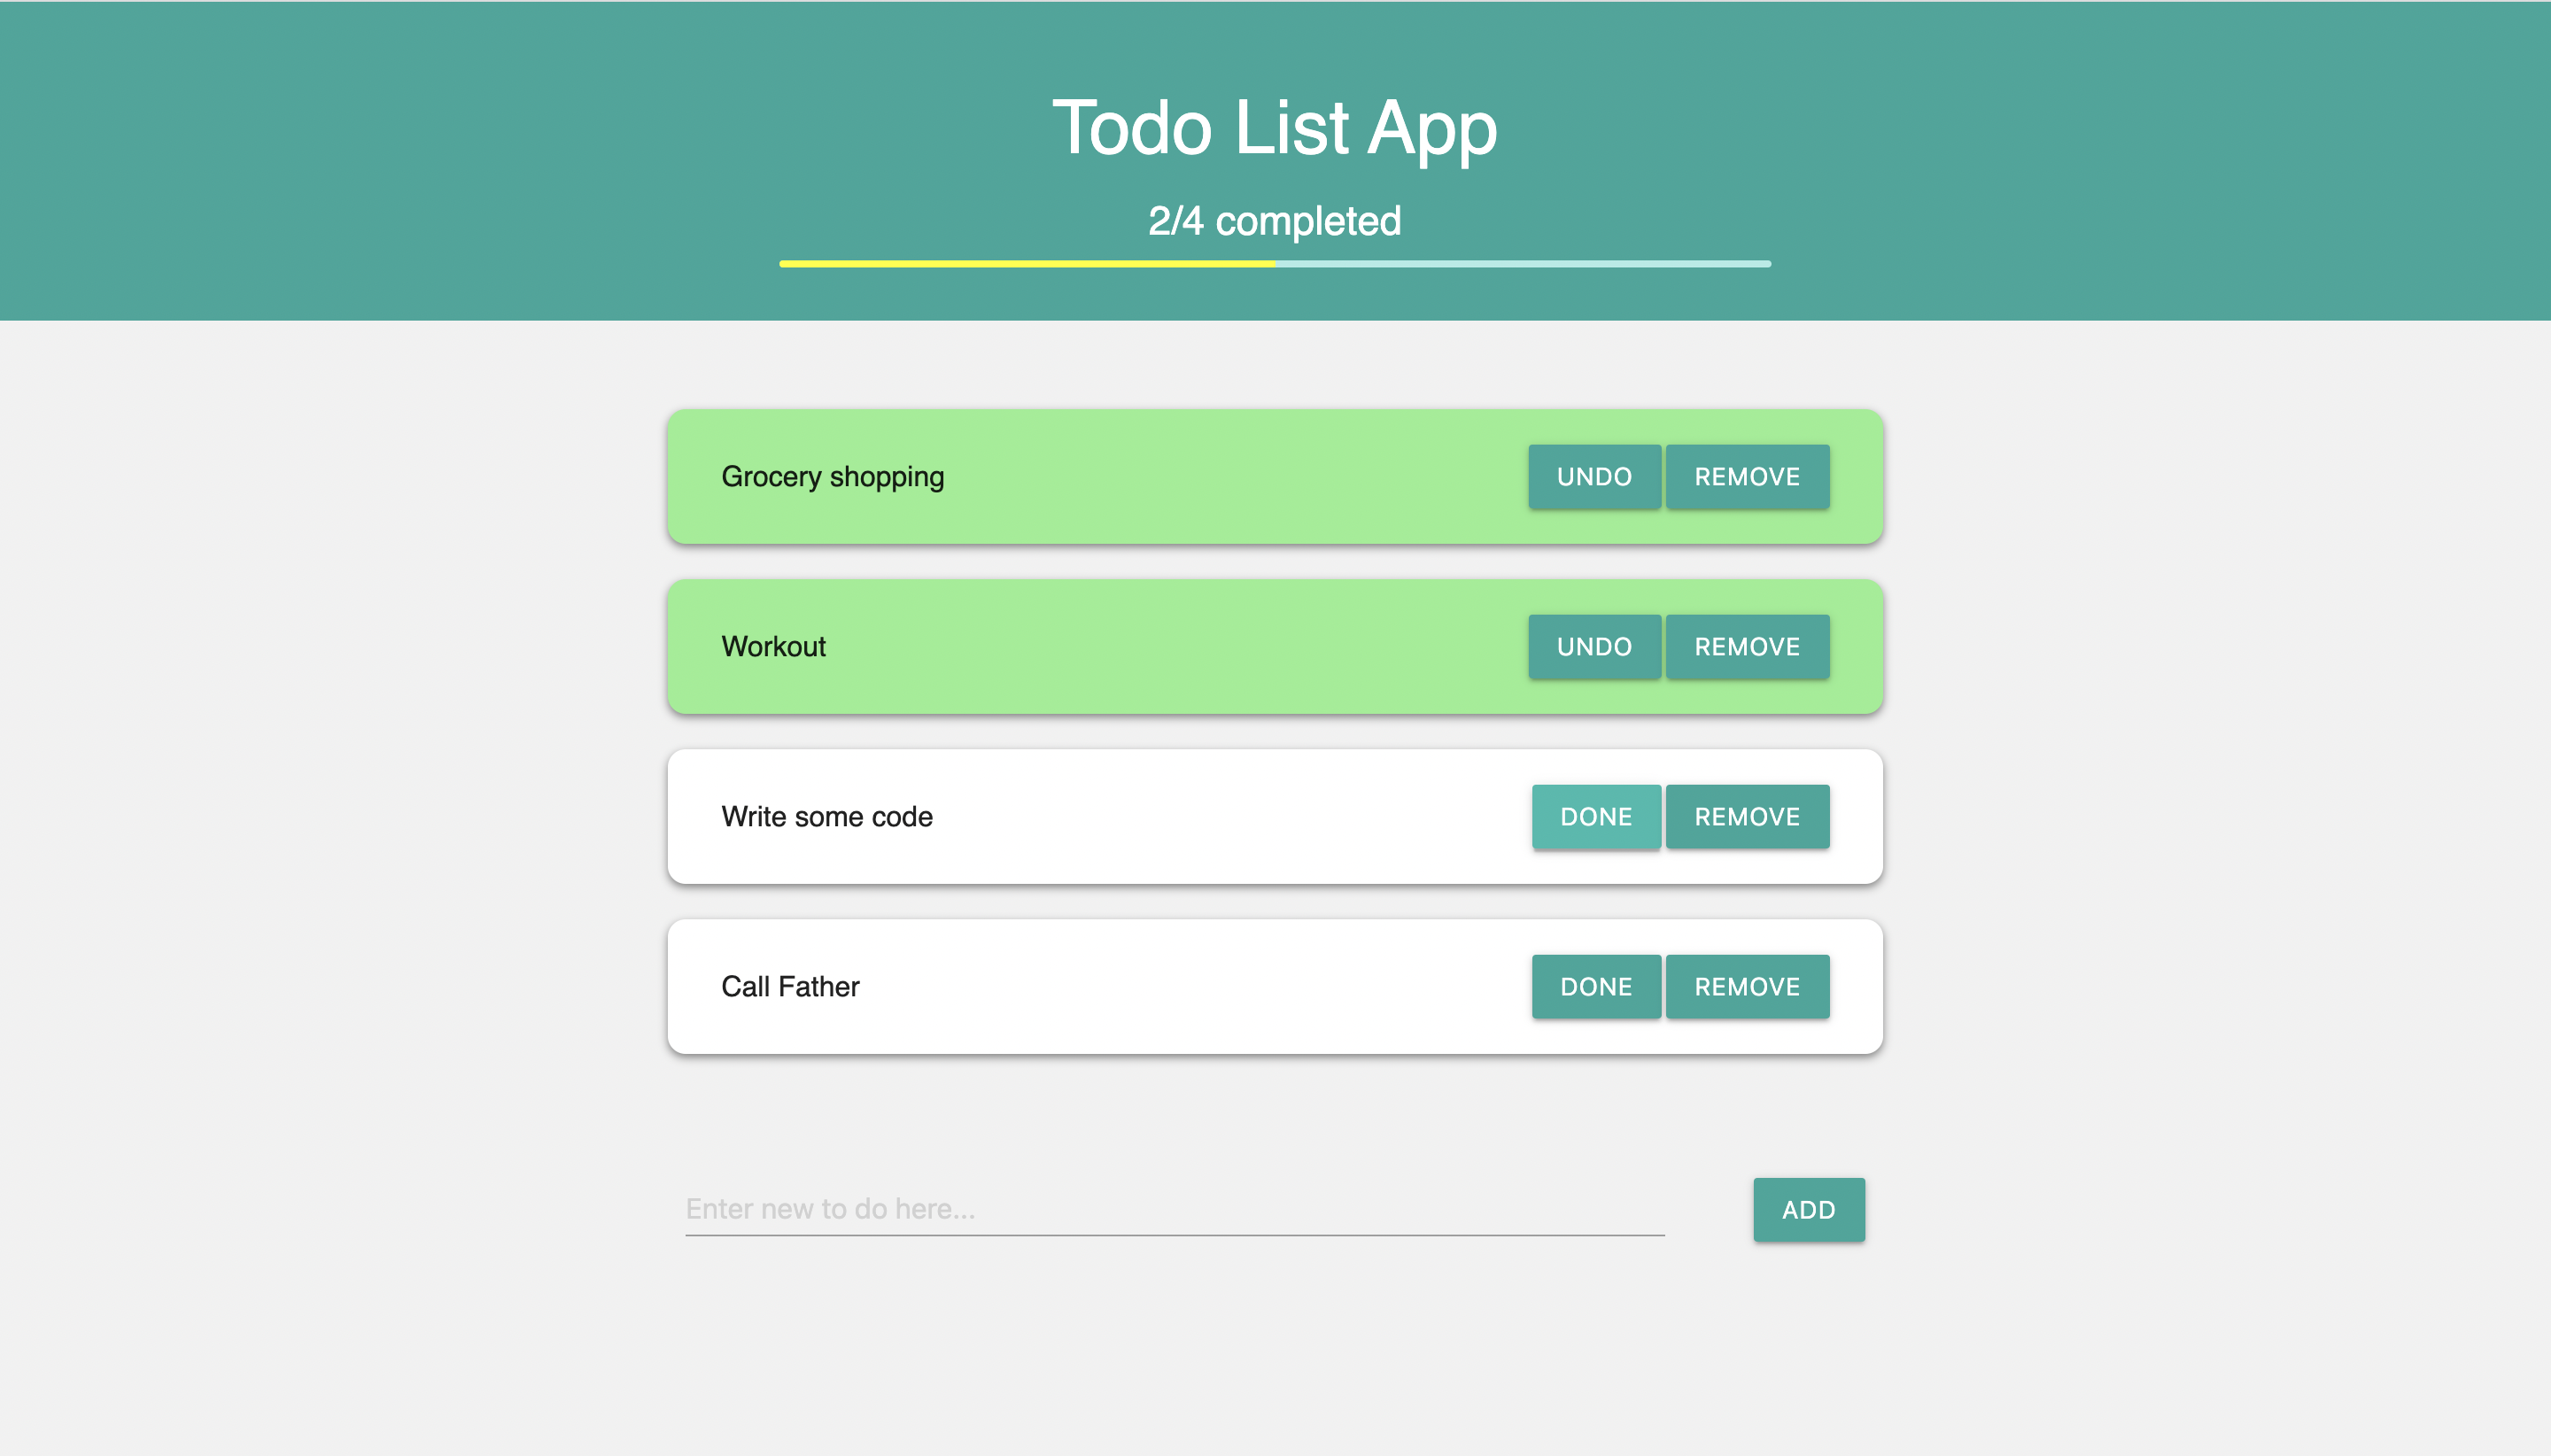 Todo List App
2/4 completed
Grocery shopping UNDO REMOVE
Workout UNDO REMOVE
Write some code DONE REMOVE
Call Father DONE REMOVE
Enter new to do here... ADD